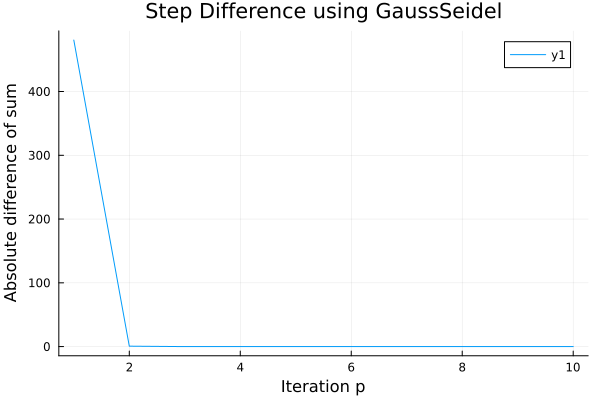 Step Difference using GaussSeidel
y1
Absolute difference of sum
400
300
200
100
0
2
4
6
8
10
Iteration p